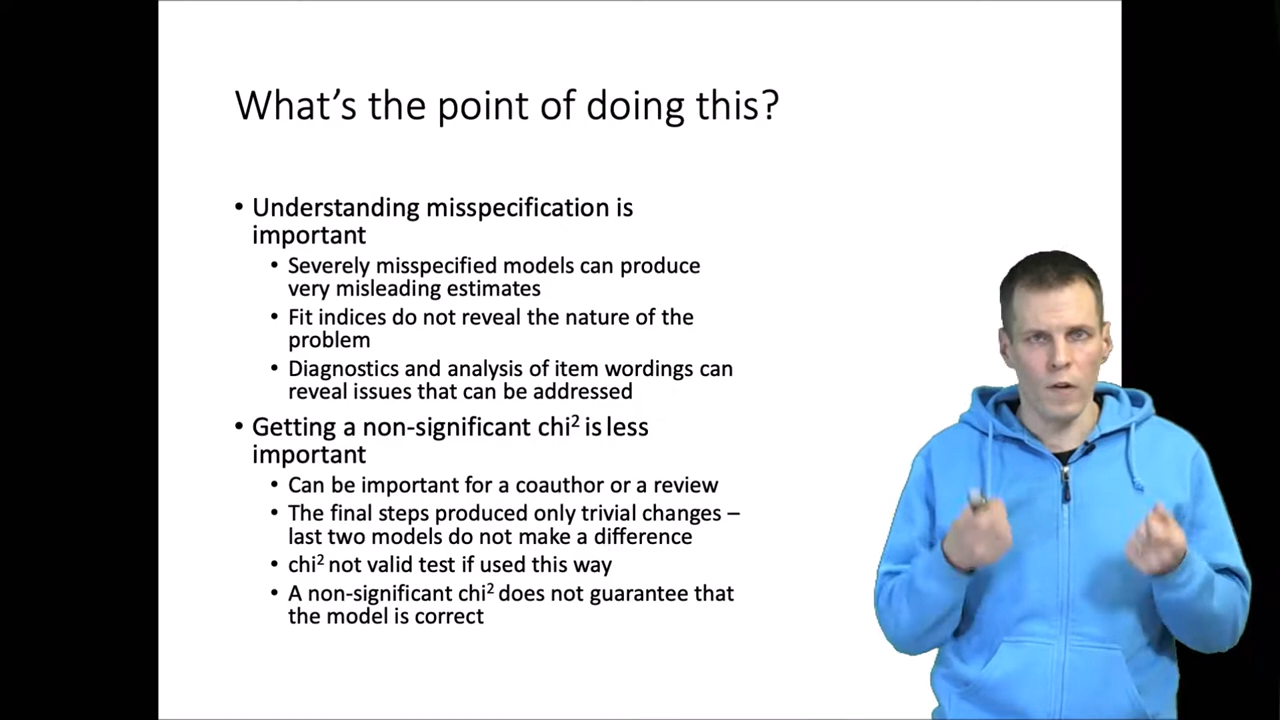 What's the point of doing this?
• Understanding misspecification is
important
• Severely misspecified models can produce
very misleading estimates
• Fit indices do not reveal the nature of the
problem
• Diagnostics and analysis of item wordings can
reveal issues that can be addressed
• Getting a non-significant chi² is less
important
• Can be important for a coauthor or a review
• The final steps produced only trivial changes –
last two models do not make a difference
• chi² not valid test if used this way
• A non-significant chi² does not guarantee that
the model is correct